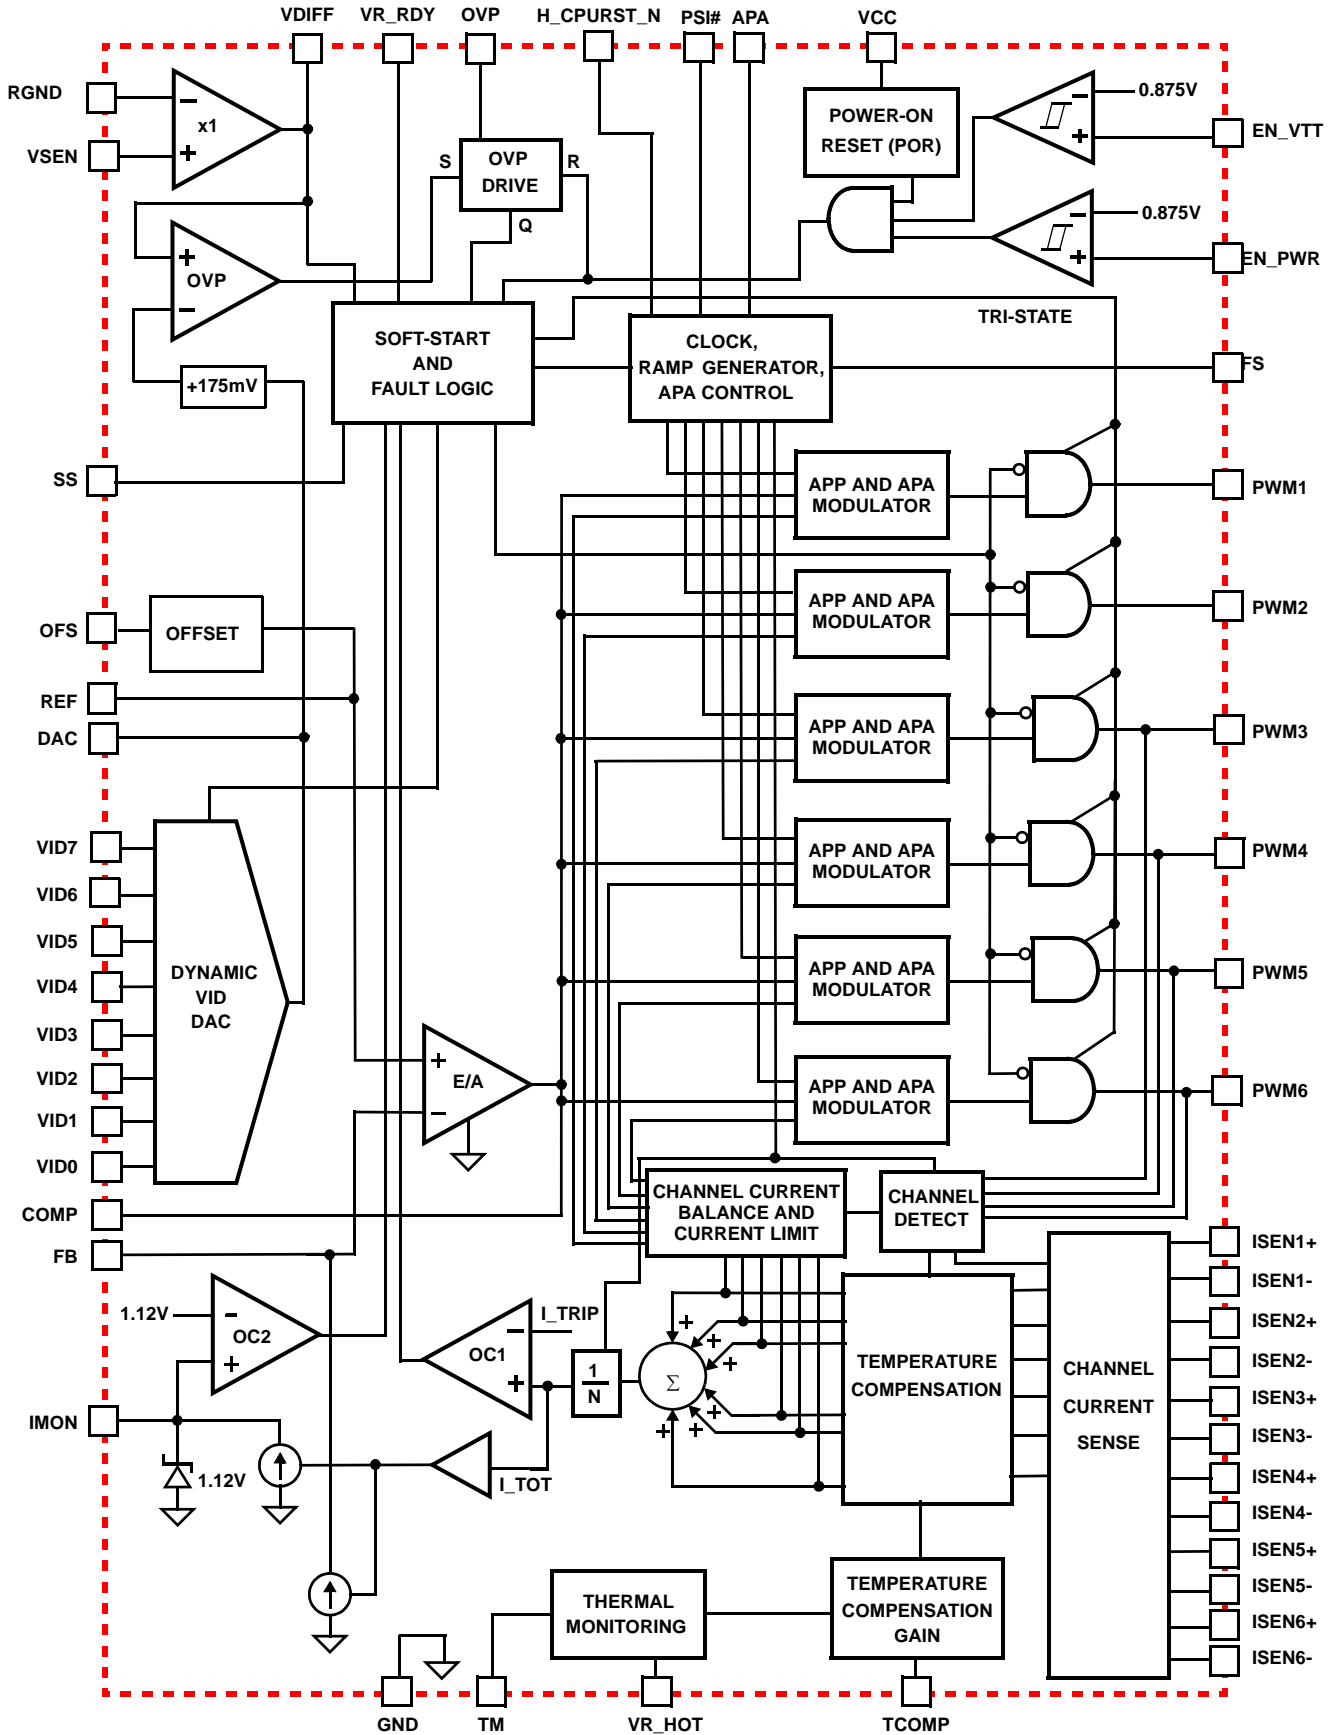 VDIFF
VR_RDY
OVP
H_CPURST_N
PSI#
APA
VCC
RGND
−
x1
+
VSEN
POWER-ON
RESET (POR)
−
0.875V
+
EN_VTT
S
OVP
DRIVE
R
Q
−
0.875V
+
EN_PWR
+
OVP
−
+175mV
SOFT-START
AND
FAULT LOGIC
CLOCK,
RAMP GENERATOR,
APA CONTROL
TRI-STATE
FS
SS
APP AND APA
MODULATOR
PWM1
APP AND APA
MODULATOR
PWM2
OFS
OFFSET
REF
DAC
APP AND APA
MODULATOR
PWM3
VID7
VID6
VID5
VID4
VID3
VID2
VID1
VID0
DYNAMIC
VID
DAC
APP AND APA
MODULATOR
PWM4
APP AND APA
MODULATOR
PWM5
+
E/A
−
APP AND APA
MODULATOR
PWM6
COMP
FB
CHANNEL CURRENT
BALANCE AND
CURRENT LIMIT
CHANNEL
DETECT
1.12V
-
OC2
+
I_TRIP
−
OC1
+
1
N
Σ
+
+
+
+
+
+
TEMPERATURE
COMPENSATION
CHANNEL
CURRENT
SENSE
ISEN1+
ISEN1-
ISEN2+
ISEN2-
ISEN3+
ISEN3-
ISEN4+
ISEN4-
ISEN5+
ISEN5-
ISEN6+
ISEN6-
IMON
1.12V
I_TOT
THERMAL
MONITORING
TEMPERATURE
COMPENSATION
GAIN
GND
TM
VR_HOT
TCOMP